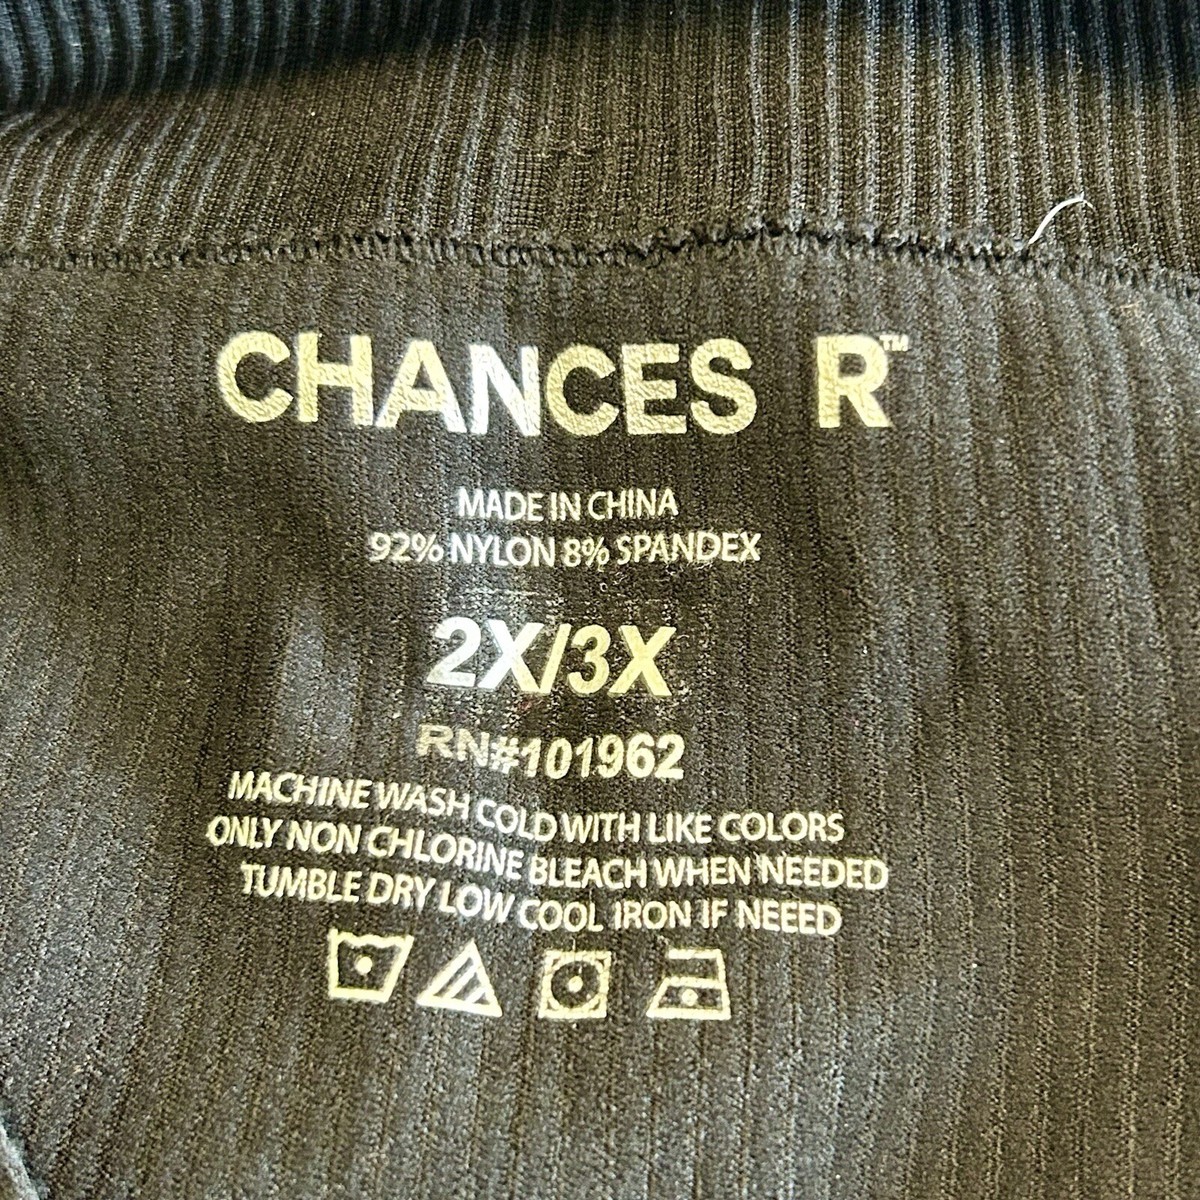 CHANCES R™
MADE IN CHINA
92% NYLON 8% SPANDEX
2X/3X
RN#101962
MACHINE WASH COLD WITH LIKE COLORS
ONLY NON CHLORINE BLEACH WHEN NEEDED
TUMBLE DRY LOW COOL IRON IF NEEED